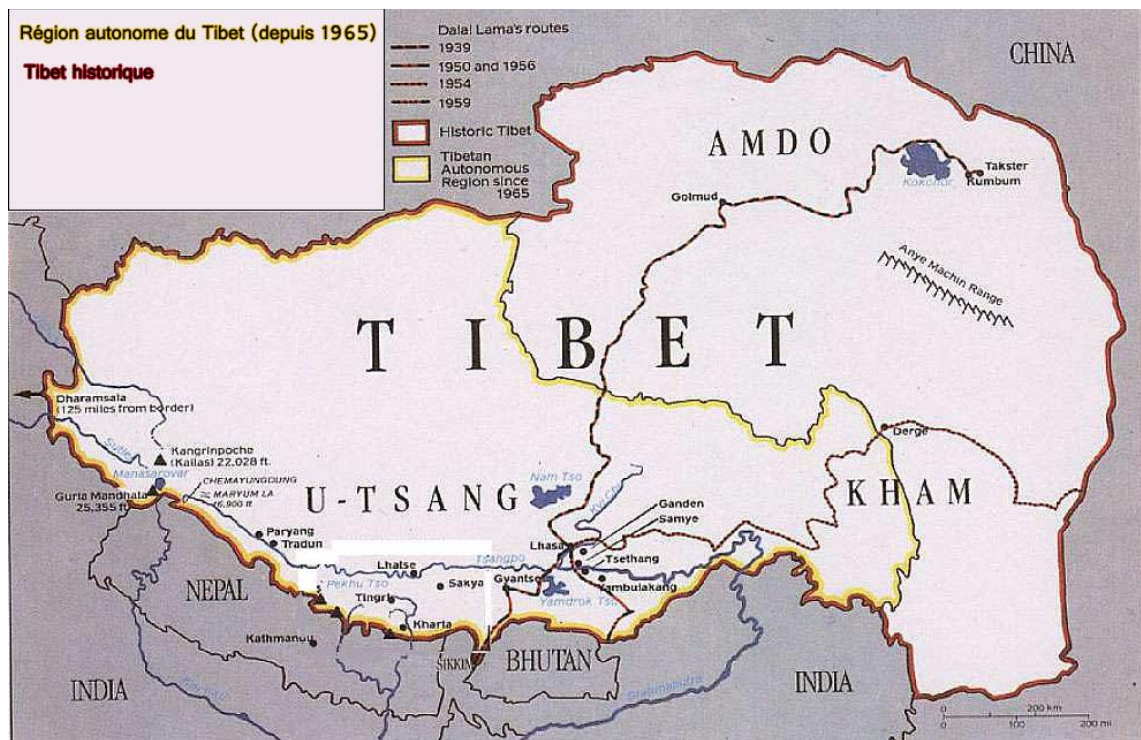 Région autonome du Tibet (depuis 1965)
Tibet historique
Dalai Lama's routes
1939
1950 and 1956
1954
1959
Historic Tibet
Tibetan
Autonomous
Region since
1965
CHINA
AMDO
Kokonor
Takster
Kumbum
Golmud
Anye Machin Range
TIBET
Dharamsala
(125 miles from border)
Derge
Kangrinpoche
(Kailas) 22,028 ft.
Sutlej
Manasarovar
CHEMAYUNGDUNG
MARYUM LA
16,900 ft.
Gurla Mandhata
25,355 ft.
U-TSANG
Nam Tso
Kyi Chu
KHAM
Ganden
Samye
Paryang
Tradun
Lhasa
Tsethang
Tsangpo
Lhatse
Sakya
Gyantse
Yambulakang
Pekhu Tso
Yamdrok Tso
NEPAL
Tingri
Kharta
Kathmandu
SIKKIM
BHUTAN
INDIA
Brahmaputra
INDIA
0 200 km
0 100 200 mi